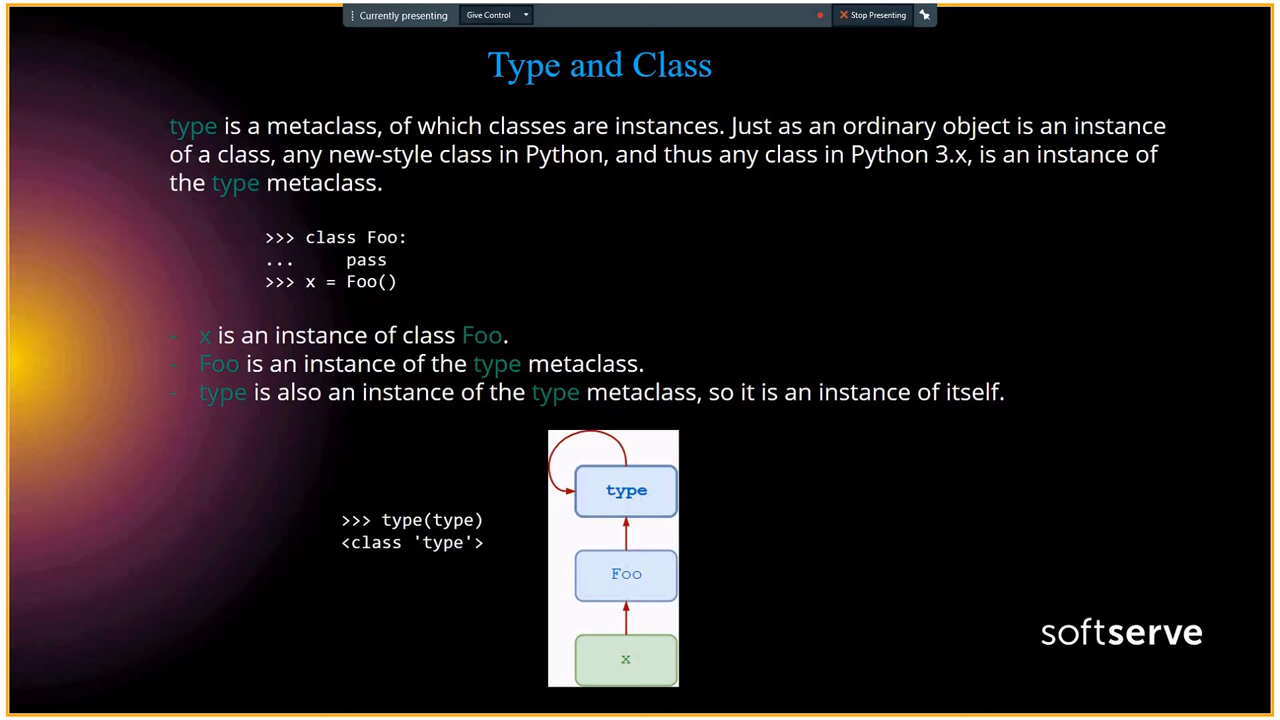 Currently presenting Give Control Stop Presenting
Type and Class
type is a metaclass, of which classes are instances. Just as an ordinary object is an instance
of a class, any new-style class in Python, and thus any class in Python 3.x, is an instance of
the type metaclass.
>>> class Foo:
...     pass
>>> x = Foo()
- x is an instance of class Foo.
- Foo is an instance of the type metaclass.
- type is also an instance of the type metaclass, so it is an instance of itself.
>>> type(type)
<class 'type'>
type
Foo
x
softserve